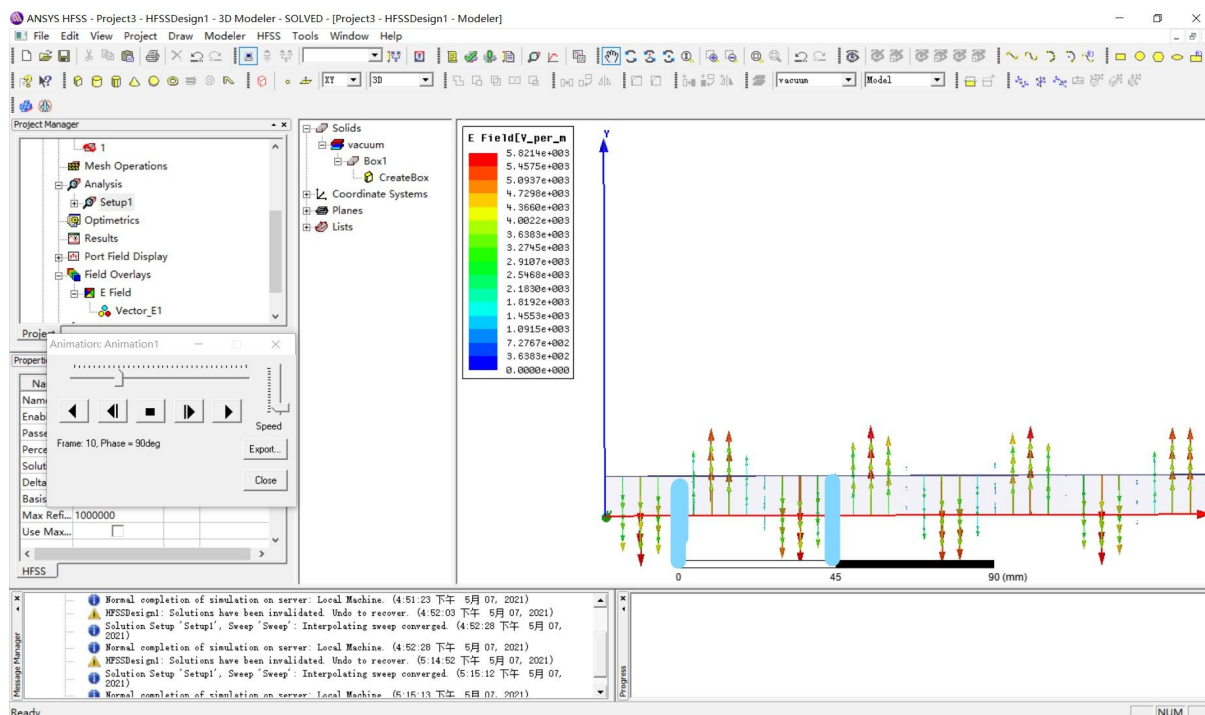 ANSYS HFSS - Project3 - HFSSDesign1 - 3D Modeler - SOLVED - [Project3 - HFSSDesign1 - Modeler]
File Edit View Project Draw Modeler HFSS Tools Window Help
XY 3D vacuum Model
Project Manager
1
Mesh Operations
Analysis
Setup1
Optimetrics
Results
Port Field Display
Field Overlays
E Field
Vector_E1
Project
Solids
vacuum
Box1
CreateBox
Coordinate Systems
Planes
Lists
E Field[V_per_m
5.8214e+003
5.4575e+003
5.0937e+003
4.7298e+003
4.3660e+003
4.0022e+003
3.6383e+003
3.2745e+003
2.9107e+003
2.5468e+003
2.1830e+003
1.8192e+003
1.4553e+003
1.0915e+003
7.2767e+002
3.6383e+002
0.0000e+000
Y
0 45 90 (mm)
Animation: Animation1
Speed
Frame: 10, Phase = 90deg
Export...
Close
Properti
Na
Name
Enabl
Passe
Perce
Soluti
Delta
Basis
Max Refi... 1000000
Use Max...
HFSS
Message Manager
Normal completion of simulation on server: Local Machine. (4:51:23 下午 5月 07, 2021)
HFSSDesign1: Solutions have been invalidated. Undo to recover. (4:52:03 下午 5月 07, 2021)
Solution Setup 'Setup1', Sweep 'Sweep': Interpolating sweep converged. (4:52:28 下午 5月 07,
2021)
Normal completion of simulation on server: Local Machine. (4:52:28 下午 5月 07, 2021)
HFSSDesign1: Solutions have been invalidated. Undo to recover. (5:14:52 下午 5月 07, 2021)
Solution Setup 'Setup1', Sweep 'Sweep': Interpolating sweep converged. (5:15:12 下午 5月 07,
2021)
Normal completion of simulation on server: Local Machine. (5:15:13 下午 5月 07, 2021)
Progress
Ready
NUM